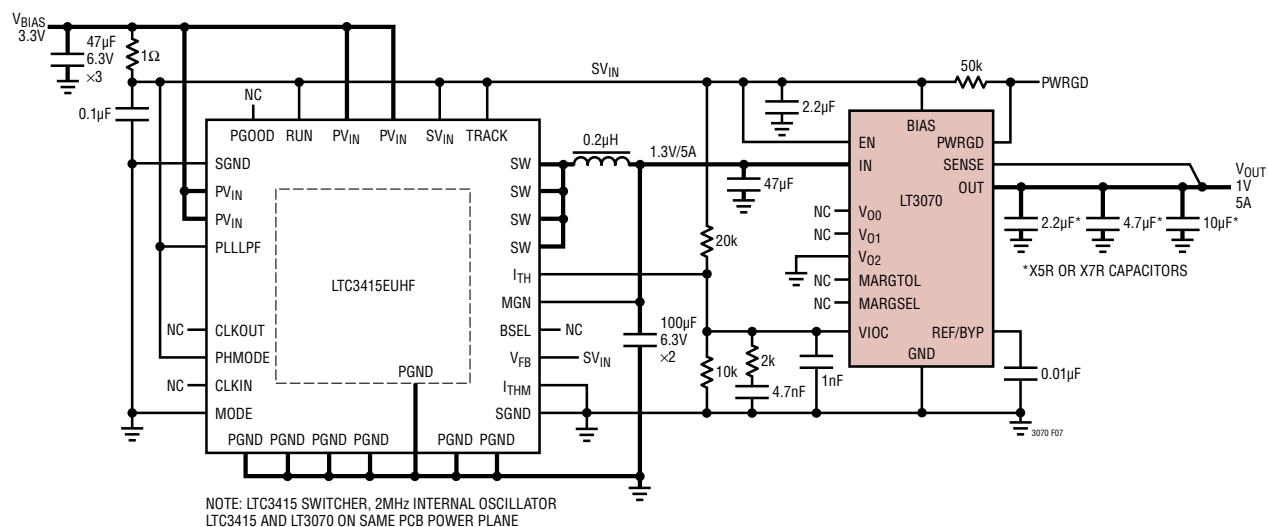 VBIAS
3.3V
47µF
6.3V
×3
1Ω
0.1µF
NC
SVIN
50k
PWRGD
2.2µF
PGOOD
RUN
PVIN
PVIN
SVIN
TRACK
SGND
PVIN
PVIN
PLLLPF
NC
CLKOUT
PHMODE
NC
CLKIN
MODE
LTC3415EUHF
PGND
PGND
PGND
PGND
PGND
PGND
PGND
SW
SW
SW
SW
ITH
MGN
BSEL
NC
VFB
SVIN
ITHM
SGND
0.2µH
1.3V/5A
47µF
20k
100µF
6.3V
×2
10k
2k
4.7nF
1nF
BIAS
EN
PWRGD
IN
SENSE
OUT
LT3070
NC
VO0
NC
VO1
VO2
NC
MARGTOL
NC
MARGSEL
VIOC
REF/BYP
GND
0.01µF
VOUT
1V
5A
2.2µF*
4.7µF*
10µF*
*X5R OR X7R CAPACITORS
3070 F07
NOTE: LTC3415 SWITCHER, 2MHz INTERNAL OSCILLATOR
LTC3415 AND LT3070 ON SAME PCB POWER PLANE